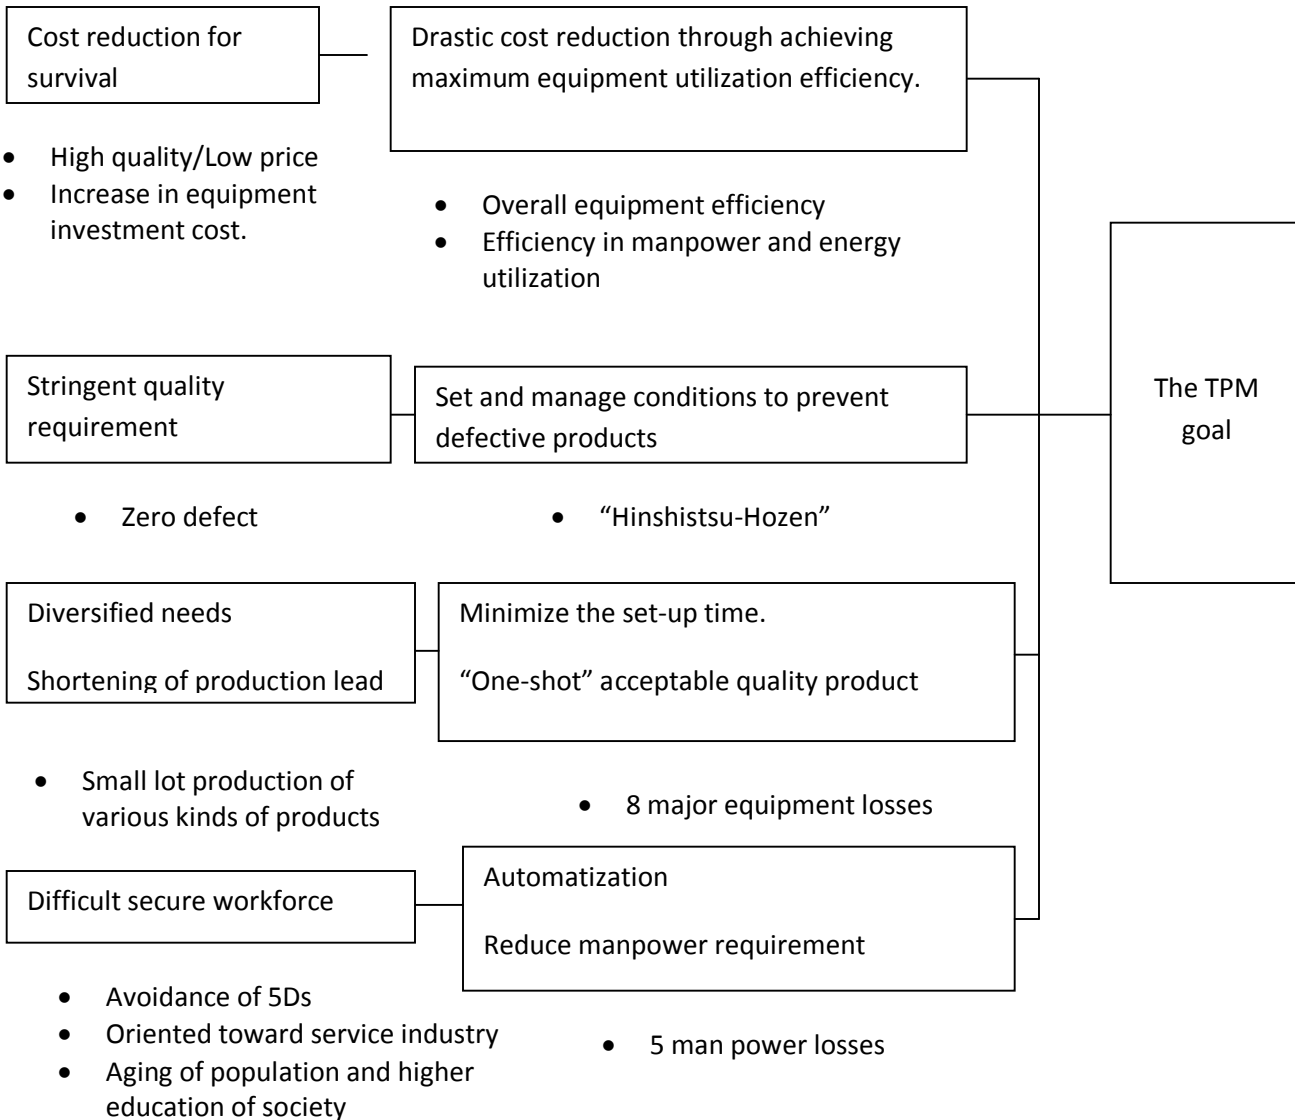 Cost reduction for
survival
Drastic cost reduction through achieving
maximum equipment utilization efficiency.
• High quality/Low price
• Increase in equipment
investment cost.
• Overall equipment efficiency
• Efficiency in manpower and energy
utilization
Stringent quality
requirement
Set and manage conditions to prevent
defective products
The TPM
goal
• Zero defect
• “Hinshistsu-Hozen”
Diversified needs
Shortening of production lead
Minimize the set-up time.
“One-shot” acceptable quality product
• Small lot production of
various kinds of products
• 8 major equipment losses
Difficult secure workforce
Automatization
Reduce manpower requirement
• Avoidance of 5Ds
• Oriented toward service industry
• Aging of population and higher
education of society
• 5 man power losses